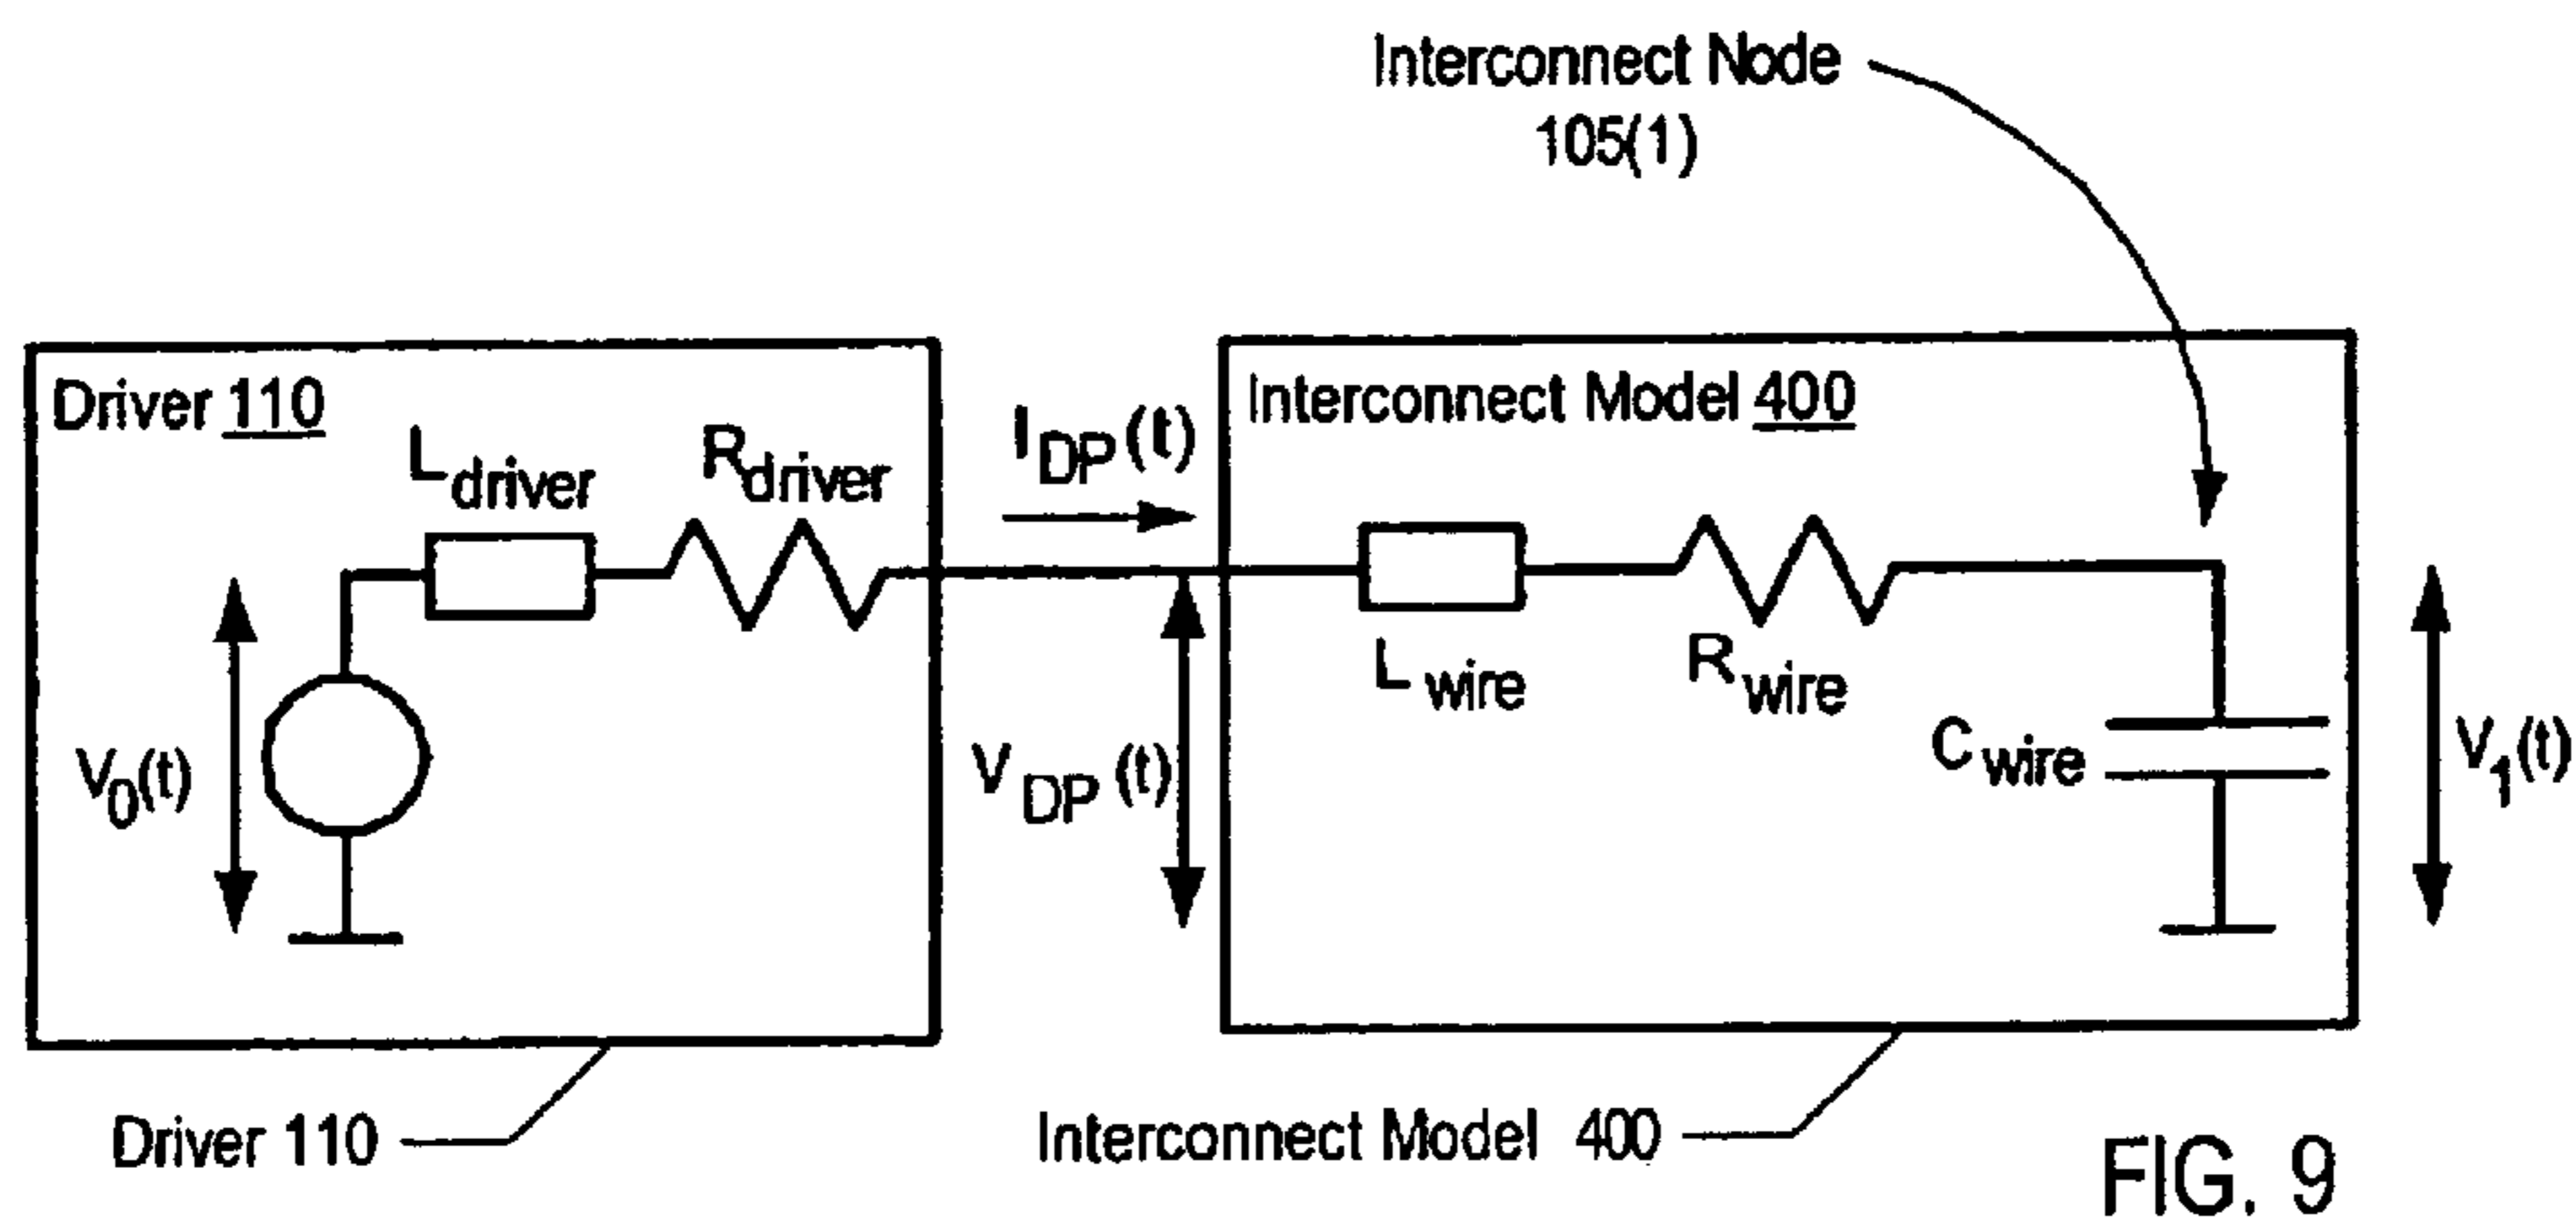 Interconnect Node
105(1)
Driver 110
Interconnect Model 400
L driver
R driver
I DP (t)
L wire
R wire
C wire
V0(t)
V DP (t)
V1(t)
Driver 110
Interconnect Model 400
FIG. 9